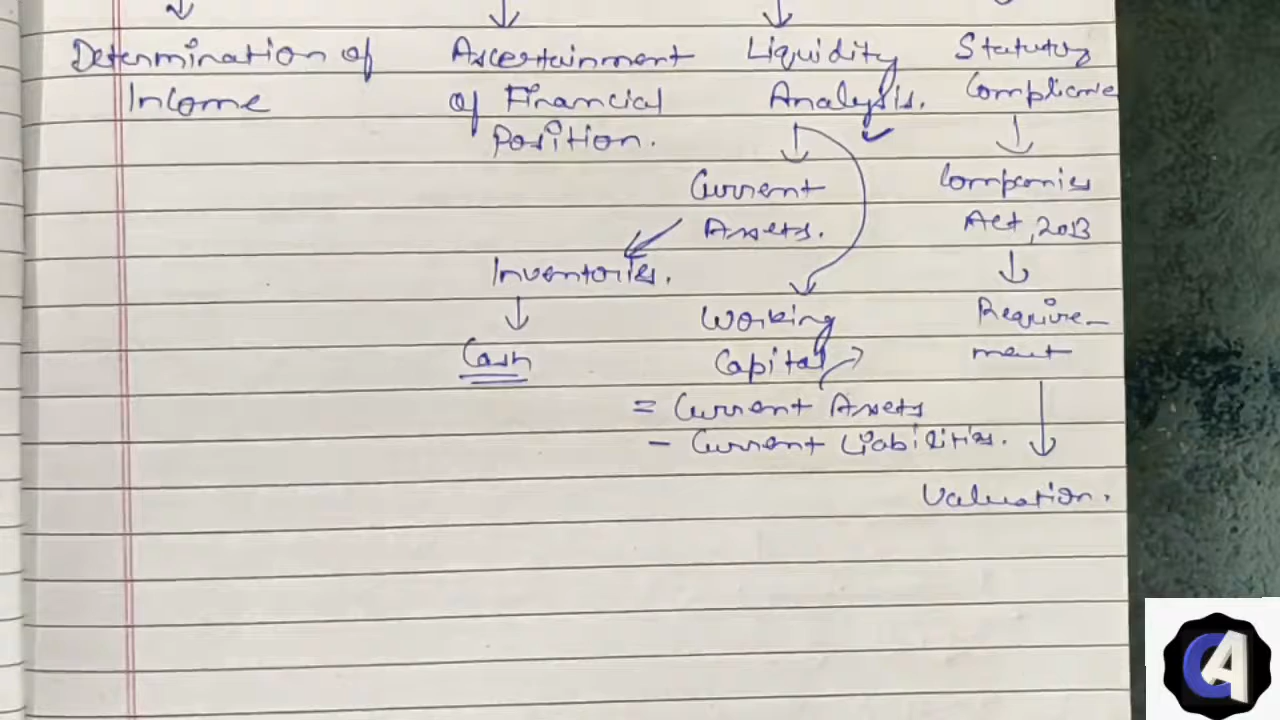 Determination of
Income
Ascertainment
of Financial
Position.
Liquidity
Analysis.
Current
Assets.
Inventories.
Cash
Working
Capital
= Current Assets
- Current Liabilities.
Statutory
Compliance
Companies
Act, 2013
Require-
ment
Valuation.
CA